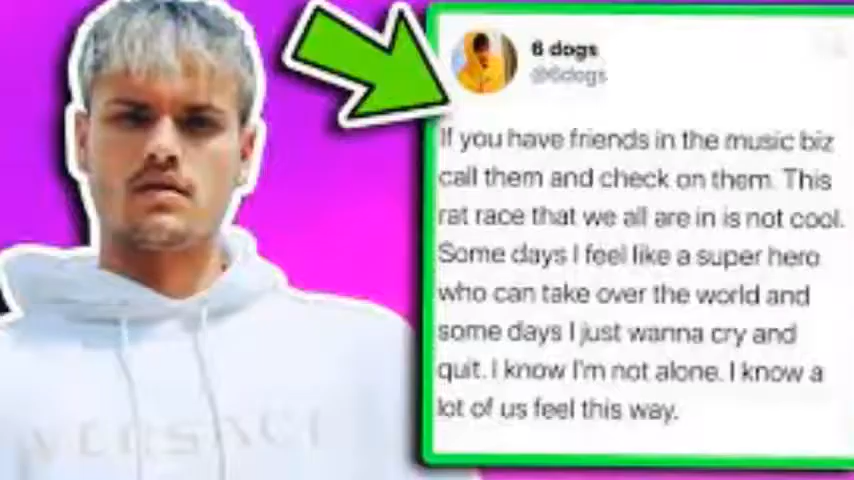 6 dogs
@6dogs
If you have friends in the music biz
call them and check on them. This
rat race that we all are in is not cool.
Some days I feel like a super hero
who can take over the world and
some days I just wanna cry and
quit. I know I'm not alone. I know a
lot of us feel this way.
VERSACE